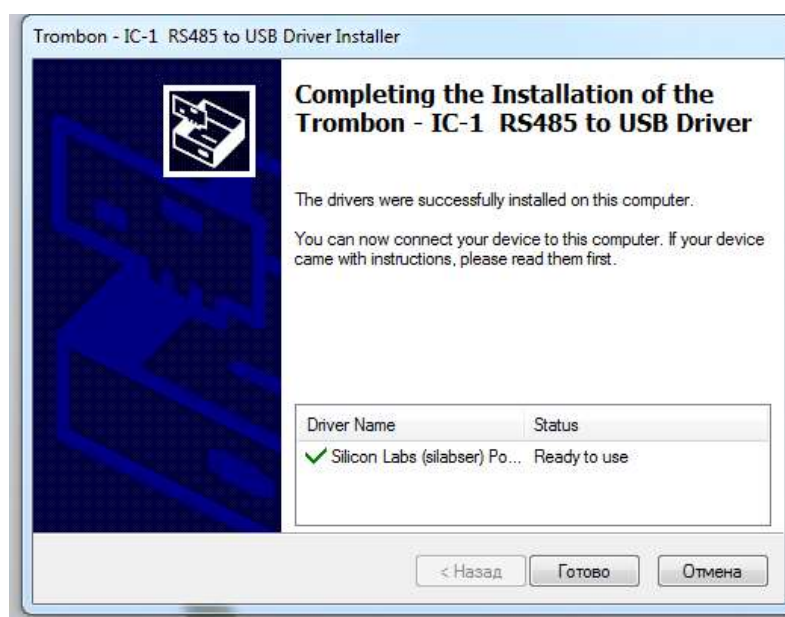 Trombon - IC-1 RS485 to USB Driver Installer
Completing the Installation of the
Trombon - IC-1 RS485 to USB Driver
The drivers were successfully installed on this computer.
You can now connect your device to this computer. If your device
came with instructions, please read them first.
Driver Name Status
Silicon Labs (silabser) Po... Ready to use
< Назад Готово Отмена